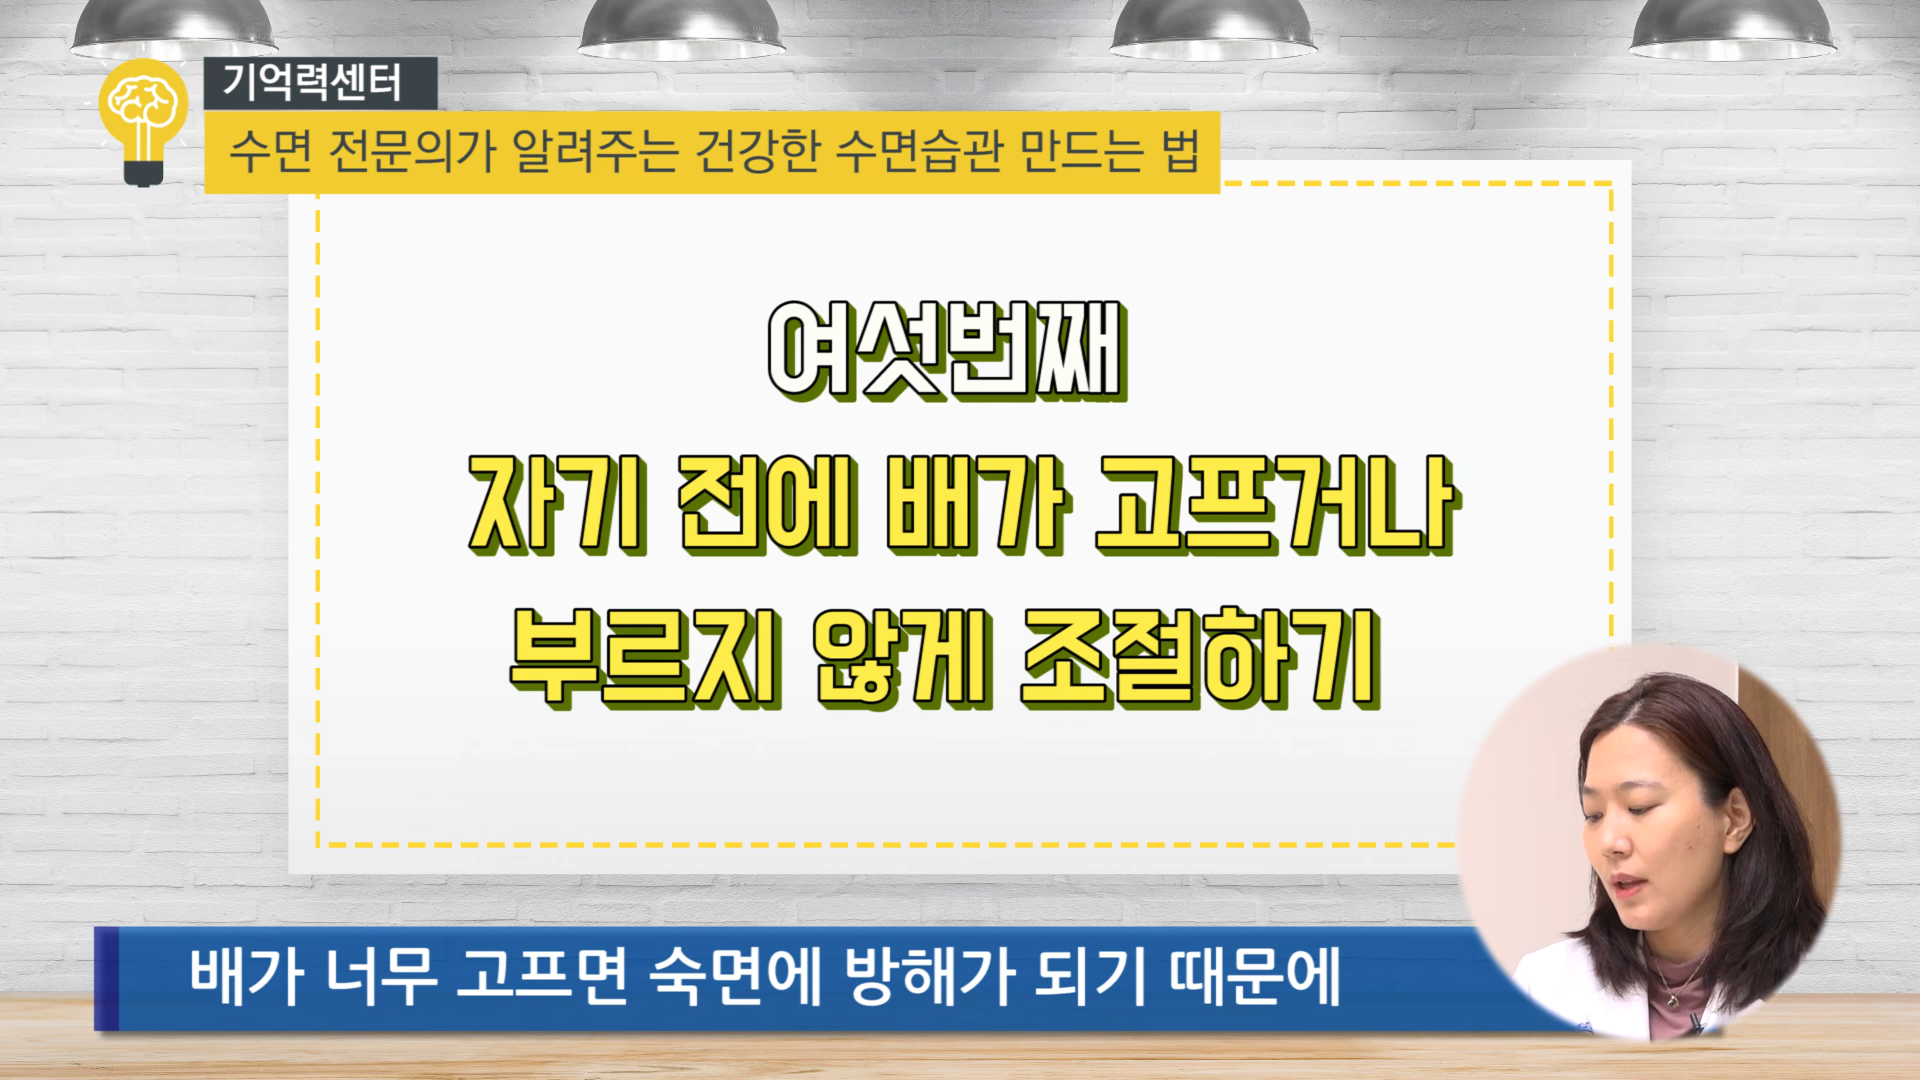 기억력센터
수면 전문의가 알려주는 건강한 수면습관 만드는 법
여섯번째
자기 전에 배가 고프거나
부르지 않게 조절하기
배가 너무 고프면 숙면에 방해가 되기 때문에